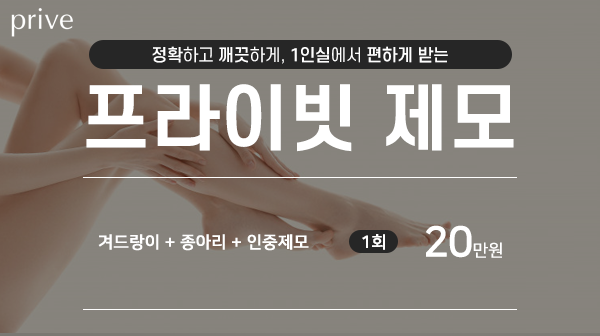 prive
정확하고 깨끗하게, 1인실에서 편하게 받는
프라이빗 제모
겨드랑이 + 종아리 + 인중제모 1회 20만원